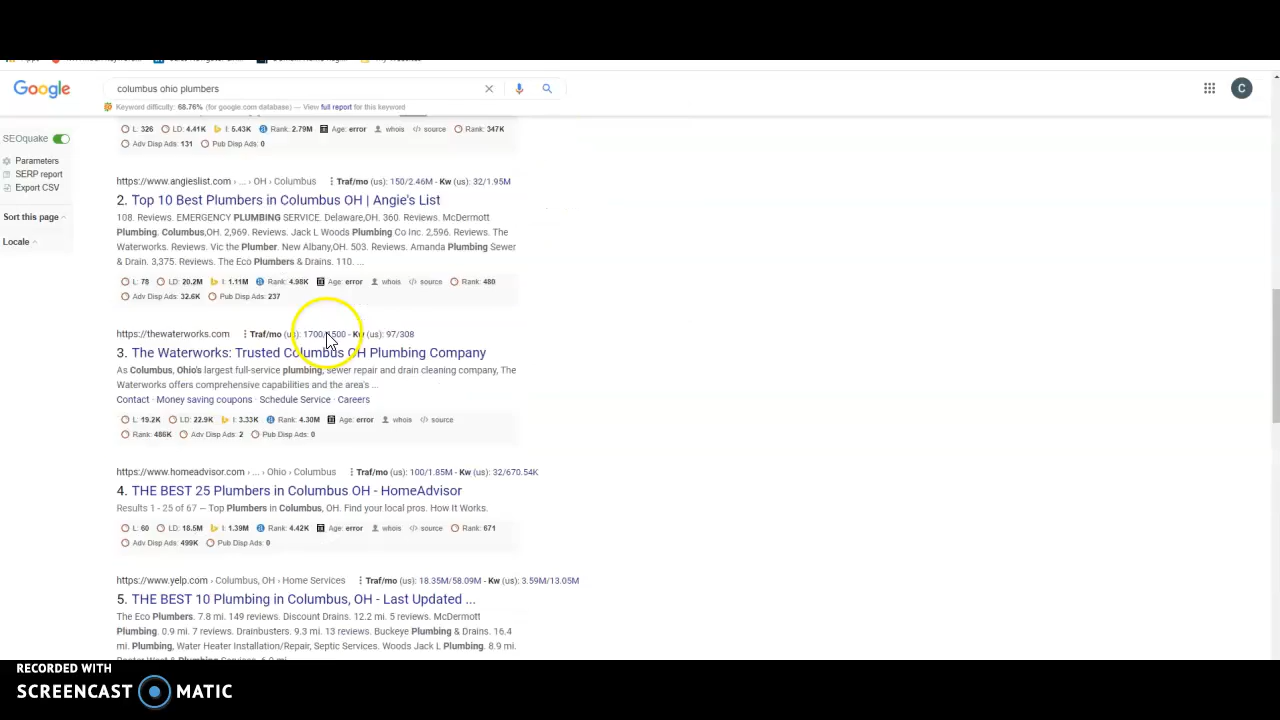 Google
columbus ohio plumbers
C
Keyword difficulty: 68.76% (for google.com database) — View full report for this keyword
SEOquake
Parameters
SERP report
Export CSV
Sort this page
Locale
L: 326 LD: 4.41K I: 5.43K Rank: 2.79M Age: error whois </> source Rank: 347K
Adv Disp Ads: 131 Pub Disp Ads: 0
https://www.angieslist.com › ... › OH › Columbus Traf/mo (us): 150/2.46M - Kw (us): 32/1.95M
2. Top 10 Best Plumbers in Columbus OH | Angie's List
108. Reviews. EMERGENCY PLUMBING SERVICE. Delaware,OH. 360. Reviews. McDermott
Plumbing. Columbus,OH. 2,969. Reviews. Jack L Woods Plumbing Co Inc. 2,596. Reviews. The
Waterworks. Reviews. Vic the Plumber. New Albany,OH. 503. Reviews. Amanda Plumbing Sewer
& Drain. 3,375. Reviews. The Eco Plumbers & Drains. 110. ...
L: 78 LD: 20.2M I: 1.11M Rank: 4.98K Age: error whois </> source Rank: 480
Adv Disp Ads: 32.6K Pub Disp Ads: 237
https://thewaterworks.com Traf/mo (us): 1700/ 500 - Kw (us): 97/308
3. The Waterworks: Trusted Columbus OH Plumbing Company
As Columbus, Ohio's largest full-service plumbing, sewer repair and drain cleaning company, The
Waterworks offers comprehensive capabilities and the area's ...
Contact · Money saving coupons · Schedule Service · Careers
L: 19.2K LD: 22.9K I: 3.33K Rank: 4.30M Age: error whois </> source
Rank: 486K Adv Disp Ads: 2 Pub Disp Ads: 0
https://www.homeadvisor.com › ... › Ohio › Columbus Traf/mo (us): 100/1.85M - Kw (us): 32/670.54K
4. THE BEST 25 Plumbers in Columbus OH - HomeAdvisor
Results 1 - 25 of 67 — Top Plumbers in Columbus, OH. Find your local pros. How It Works.
L: 60 LD: 18.5M I: 1.39M Rank: 4.42K Age: error whois </> source Rank: 671
Adv Disp Ads: 499K Pub Disp Ads: 0
https://www.yelp.com › Columbus, OH › Home Services Traf/mo (us): 18.35M/58.09M - Kw (us): 3.59M/13.05M
5. THE BEST 10 Plumbing in Columbus, OH - Last Updated ...
The Eco Plumbers. 7.8 mi. 149 reviews. Discount Drains. 12.2 mi. 5 reviews. McDermott
Plumbing. 0.9 mi. 7 reviews. Drainbusters. 9.3 mi. 13 reviews. Buckeye Plumbing & Drains. 16.4
mi. Plumbing, Water Heater Installation/Repair, Septic Services. Woods Jack L Plumbing. 8.9 mi.
RECORDED WITH
SCREENCAST MATIC